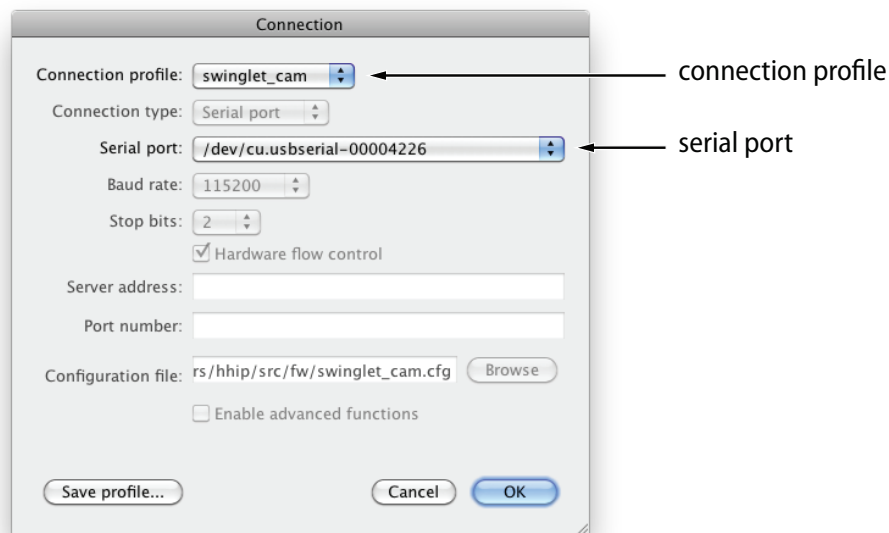 Connection
Connection profile: swinglet_cam
connection profile
Connection type: Serial port
Serial port: /dev/cu.usbserial-00004226
serial port
Baud rate: 115200
Stop bits: 2
Hardware flow control
Server address:
Port number:
Configuration file: rs/hhip/src/fw/swinglet_cam.cfg Browse
Enable advanced functions
Save profile... Cancel OK